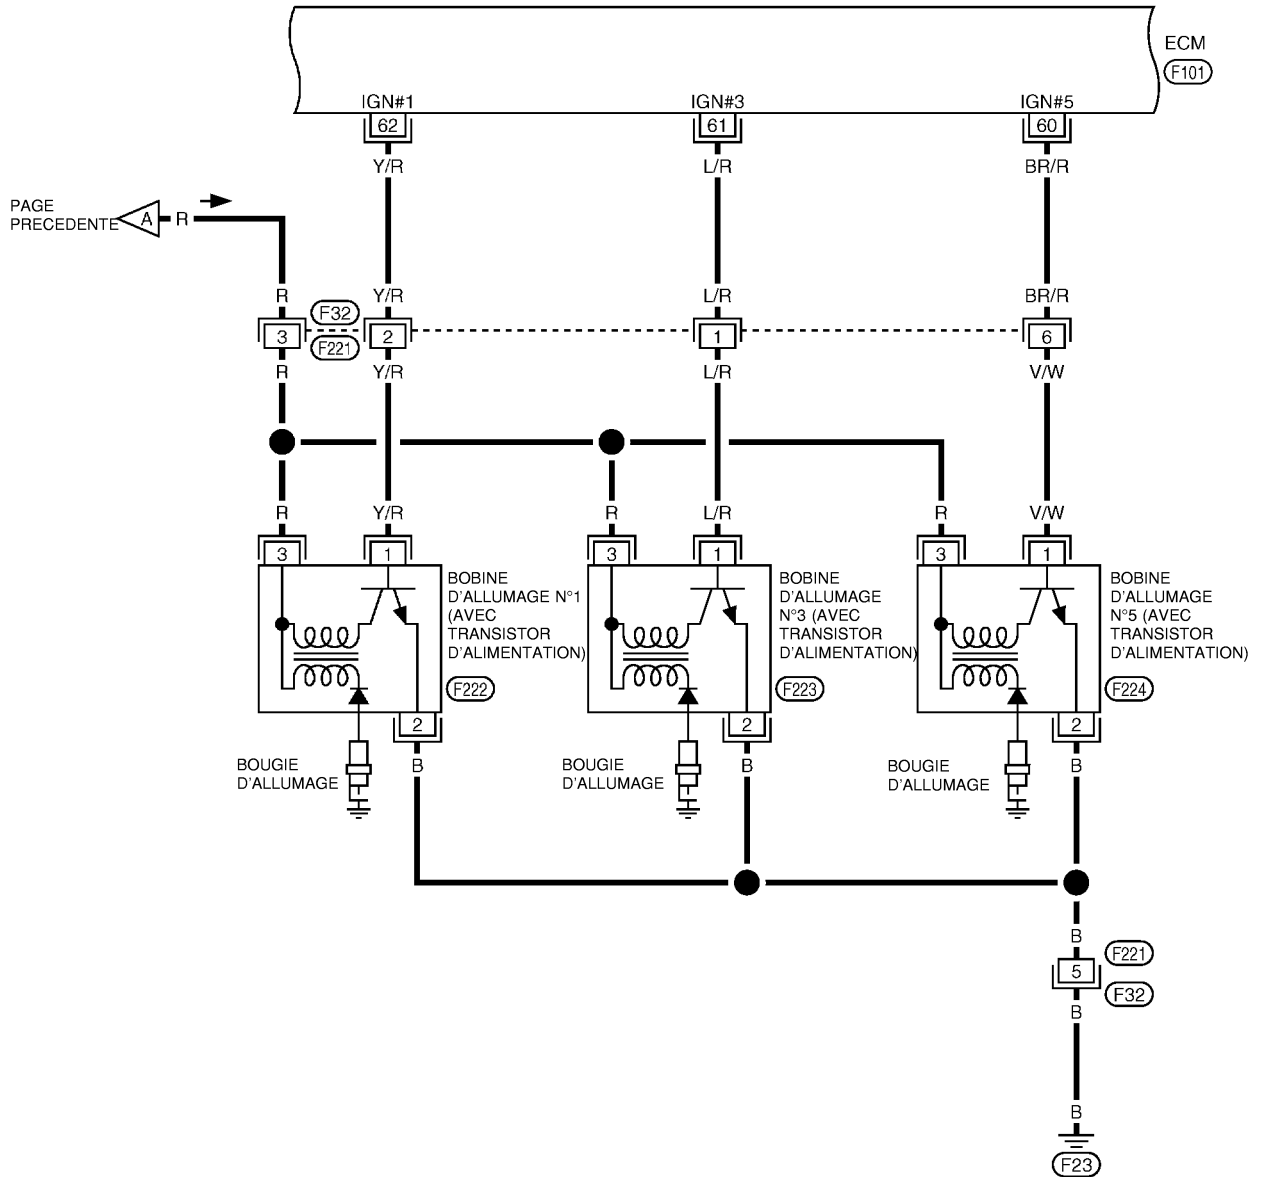 ECM
F101
IGN#1
IGN#3
IGN#5
62
61
60
Y/R
L/R
BR/R
PAGE
PRECEDENTE
A
R
R
Y/R
L/R
BR/R
F32
3
2
1
6
F221
R
Y/R
L/R
V/W
R
Y/R
R
L/R
R
V/W
3
1
3
1
3
1
BOBINE
D'ALLUMAGE N°1
(AVEC
TRANSISTOR
D'ALIMENTATION)
F222
BOBINE
D'ALLUMAGE
N°3 (AVEC
TRANSISTOR
D'ALIMENTATION)
F223
BOBINE
D'ALLUMAGE
N°5 (AVEC
TRANSISTOR
D'ALIMENTATION)
F224
2
2
2
BOUGIE
D'ALLUMAGE
B
BOUGIE
D'ALLUMAGE
B
BOUGIE
D'ALLUMAGE
B
B
F221
5
F32
B
B
F23